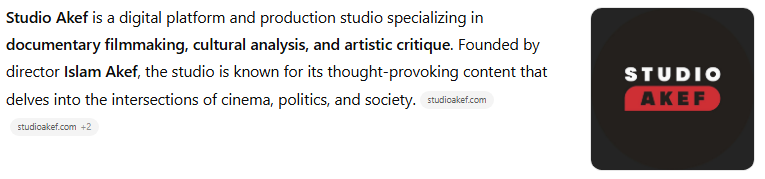 Studio Akef is a digital platform and production studio specializing in
documentary filmmaking, cultural analysis, and artistic critique. Founded by
director Islam Akef, the studio is known for its thought-provoking content that
delves into the intersections of cinema, politics, and society. studioakef.com
studioakef.com +2
STUDIO
AKEF